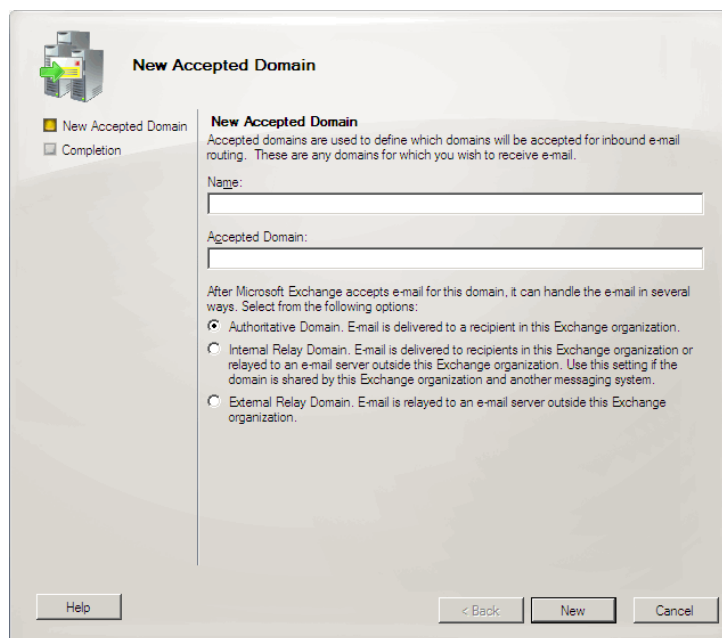 New Accepted Domain
New Accepted Domain
Completion
New Accepted Domain
Accepted domains are used to define which domains will be accepted for inbound e-mail
routing. These are any domains for which you wish to receive e-mail.
Name:
Accepted Domain:
After Microsoft Exchange accepts e-mail for this domain, it can handle the e-mail in several
ways. Select from the following options:
Authoritative Domain. E-mail is delivered to a recipient in this Exchange organization.
Internal Relay Domain. E-mail is delivered to recipients in this Exchange organization or
relayed to an e-mail server outside this Exchange organization. Use this setting if the
domain is shared by this Exchange organization and another messaging system.
External Relay Domain. E-mail is relayed to an e-mail server outside this Exchange
organization.
Help
< Back
New
Cancel